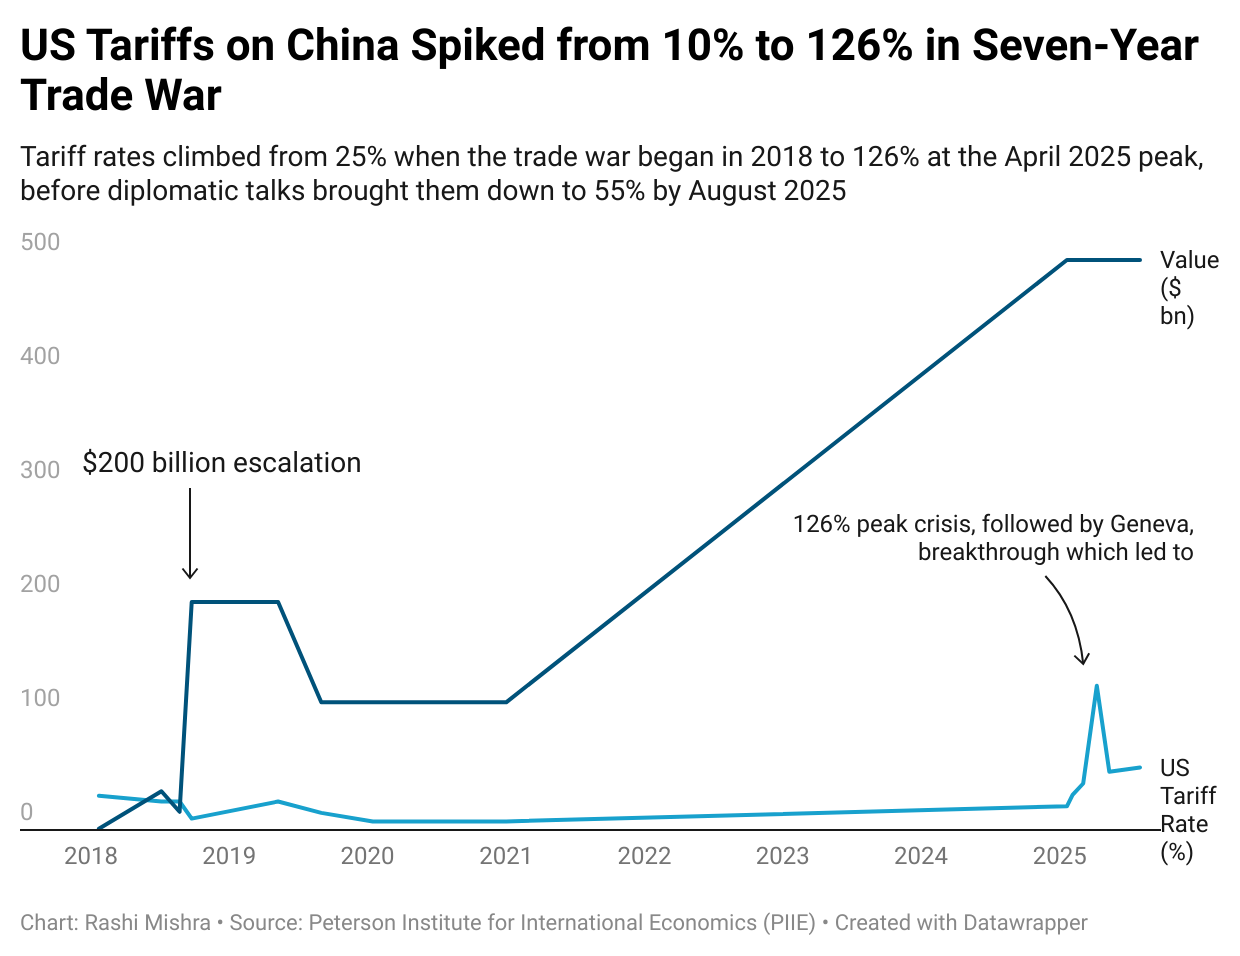 US Tariffs on China Spiked from 10% to 126% in Seven-Year
Trade War
Tariff rates climbed from 25% when the trade war began in 2018 to 126% at the April 2025 peak,
before diplomatic talks brought them down to 55% by August 2025
500
400
300
200
100
0
Value
($
bn)
$200 billion escalation
126% peak crisis, followed by Geneva,
breakthrough which led to
US
Tariff
Rate
(%)
2018 2019 2020 2021 2022 2023 2024 2025
Chart: Rashi Mishra • Source: Peterson Institute for International Economics (PIIE) • Created with Datawrapper